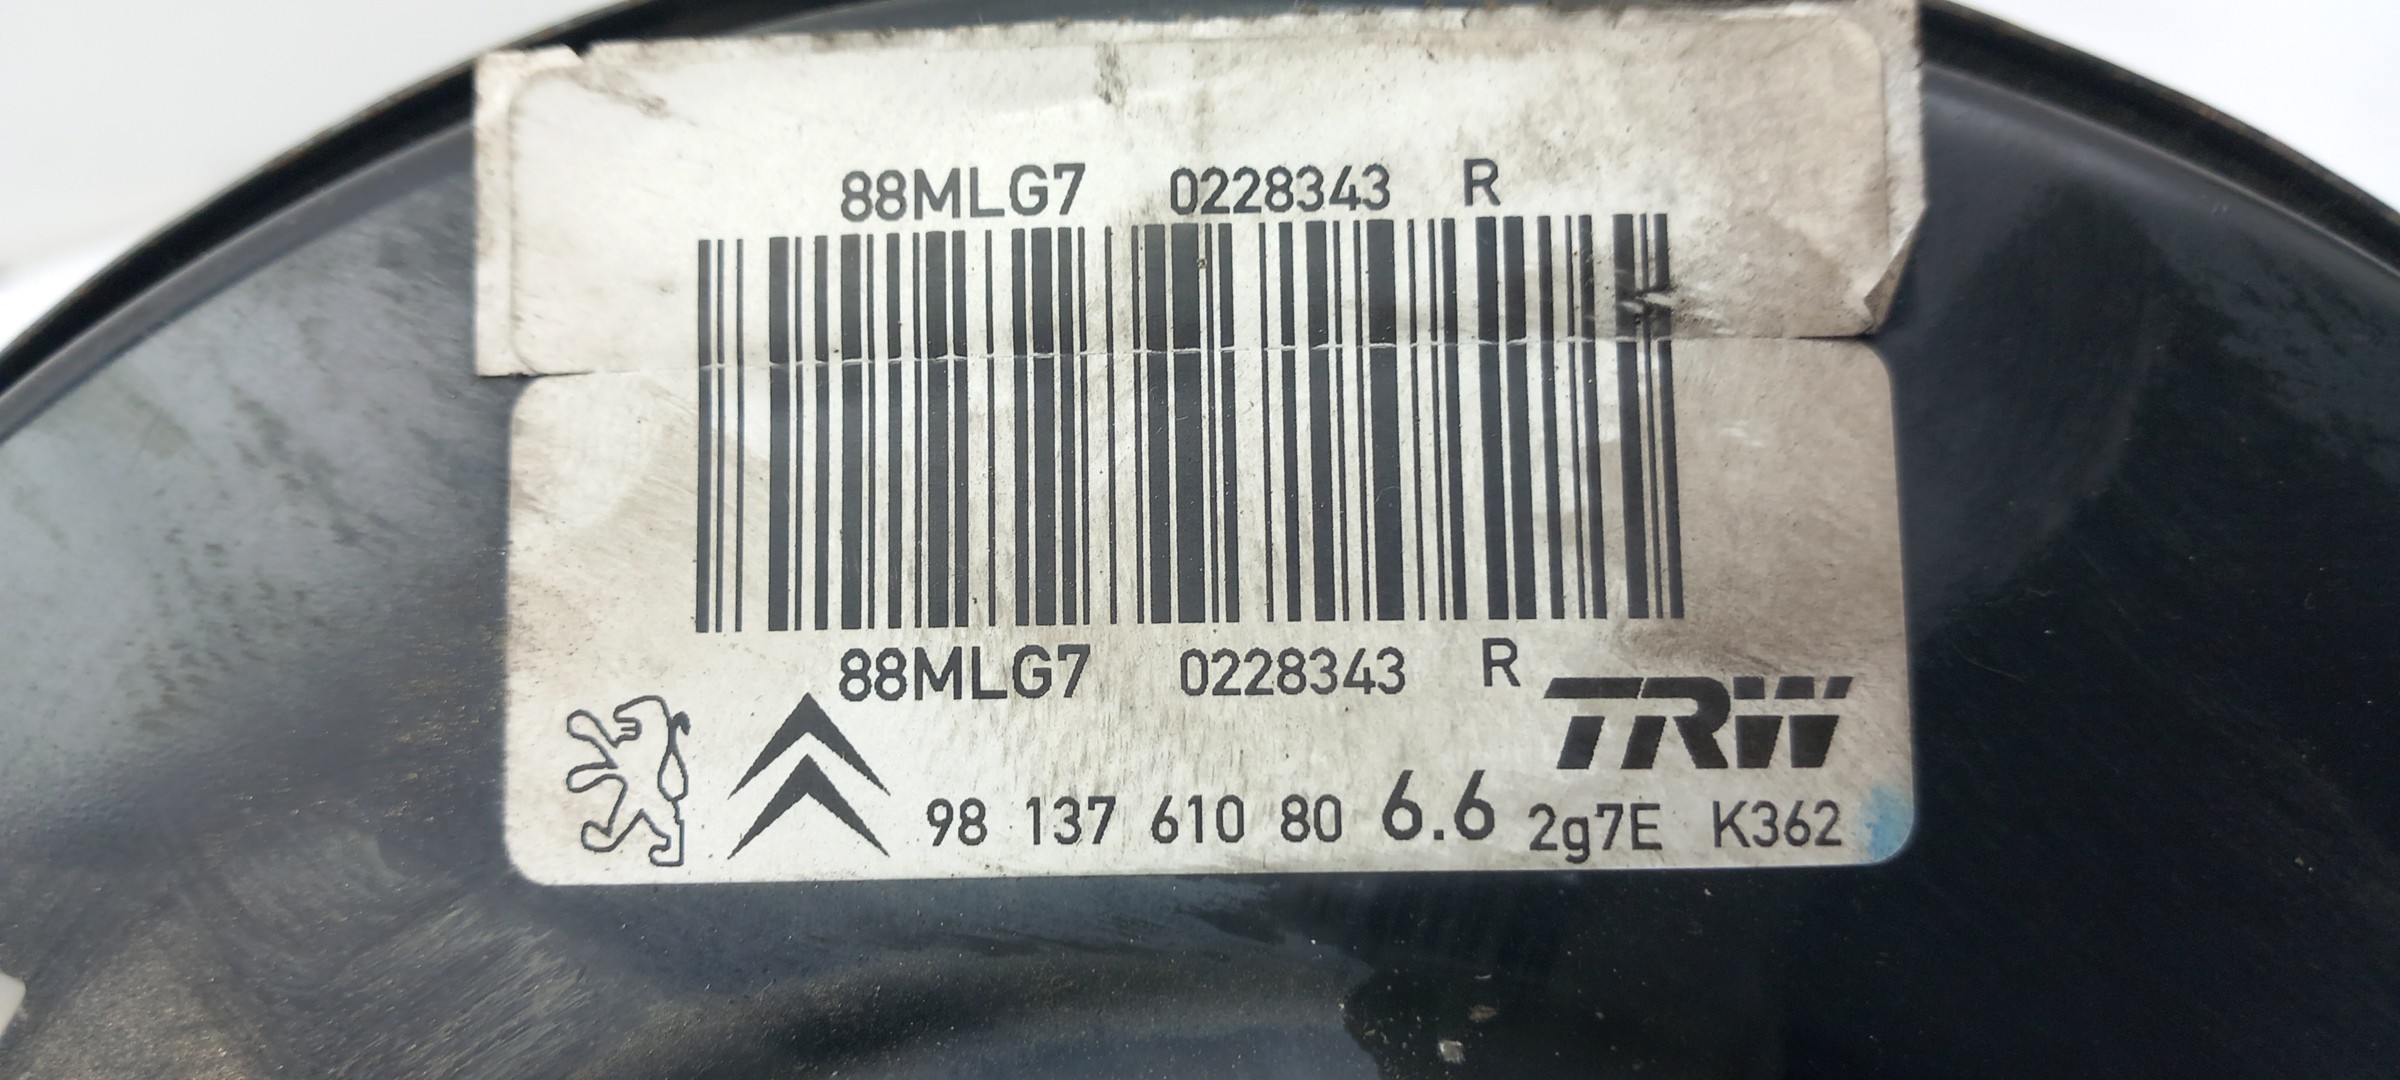 88MLG7 0228343 R
88MLG7 0228343 R
TRW
98 137 610 80 6.6 2g7E K362